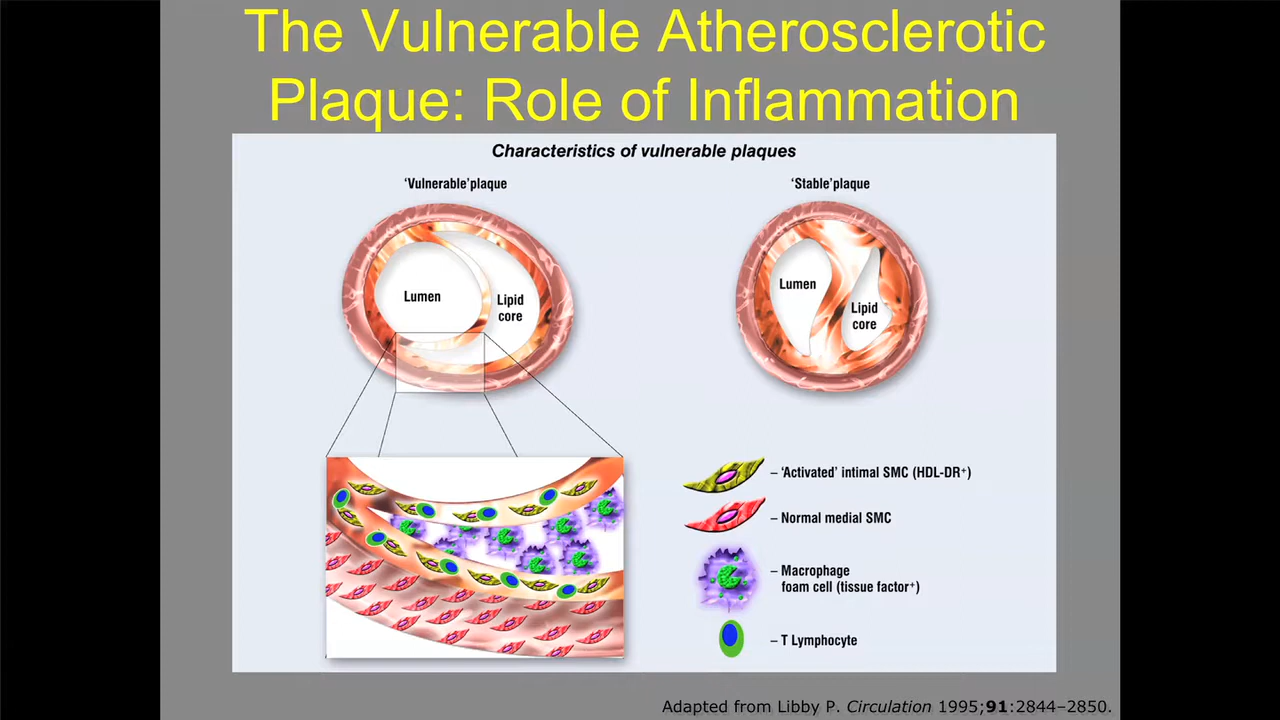 The Vulnerable Atherosclerotic
Plaque: Role of Inflammation
Characteristics of vulnerable plaques
‘Vulnerable’plaque
‘Stable’plaque
Lumen
Lipid
core
Lumen
Lipid
core
– ‘Activated’ intimal SMC (HDL-DR⁺)
– Normal medial SMC
– Macrophage
foam cell (tissue factor⁺)
– T Lymphocyte
Adapted from Libby P. Circulation 1995;91:2844–2850.